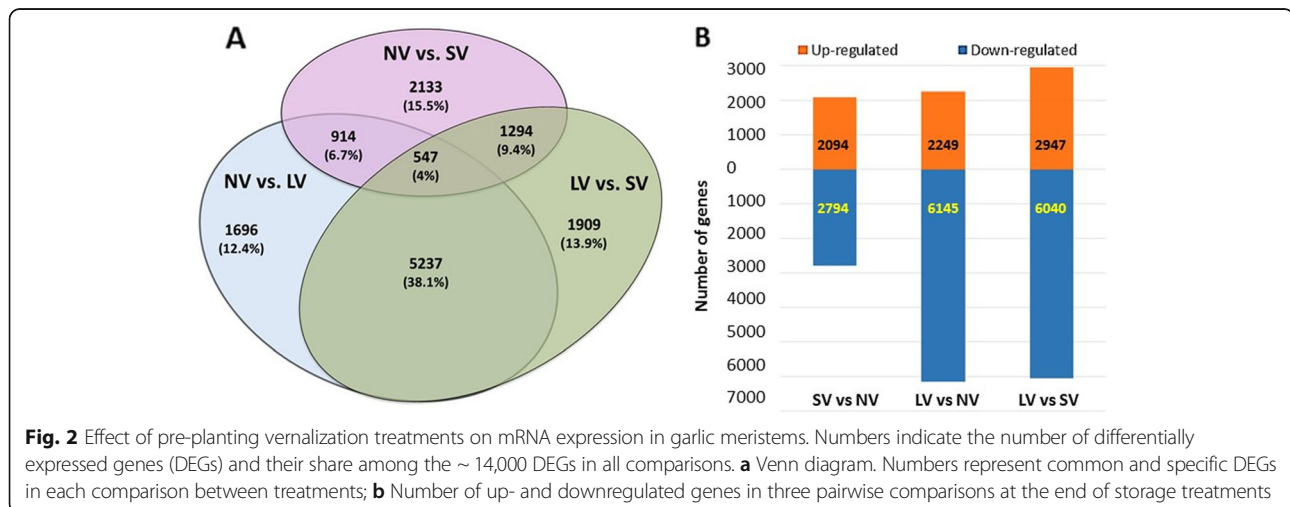 A
NV vs. SV
2133
(15.5%)
914
(6.7%)
1294
(9.4%)
547
(4%)
NV vs. LV
LV vs. SV
1696
(12.4%)
1909
(13.9%)
5237
(38.1%)
B
Up-regulated
Down-regulated
Number of genes
3000
2000
1000
0
1000
2000
3000
4000
5000
6000
7000
2094
2249
2947
2794
6145
6040
SV vs NV
LV vs NV
LV vs SV
Fig. 2 Effect of pre-planting vernalization treatments on mRNA expression in garlic meristems. Numbers indicate the number of differentially
expressed genes (DEGs) and their share among the ~ 14,000 DEGs in all comparisons. a Venn diagram. Numbers represent common and specific DEGs
in each comparison between treatments; b Number of up- and downregulated genes in three pairwise comparisons at the end of storage treatments